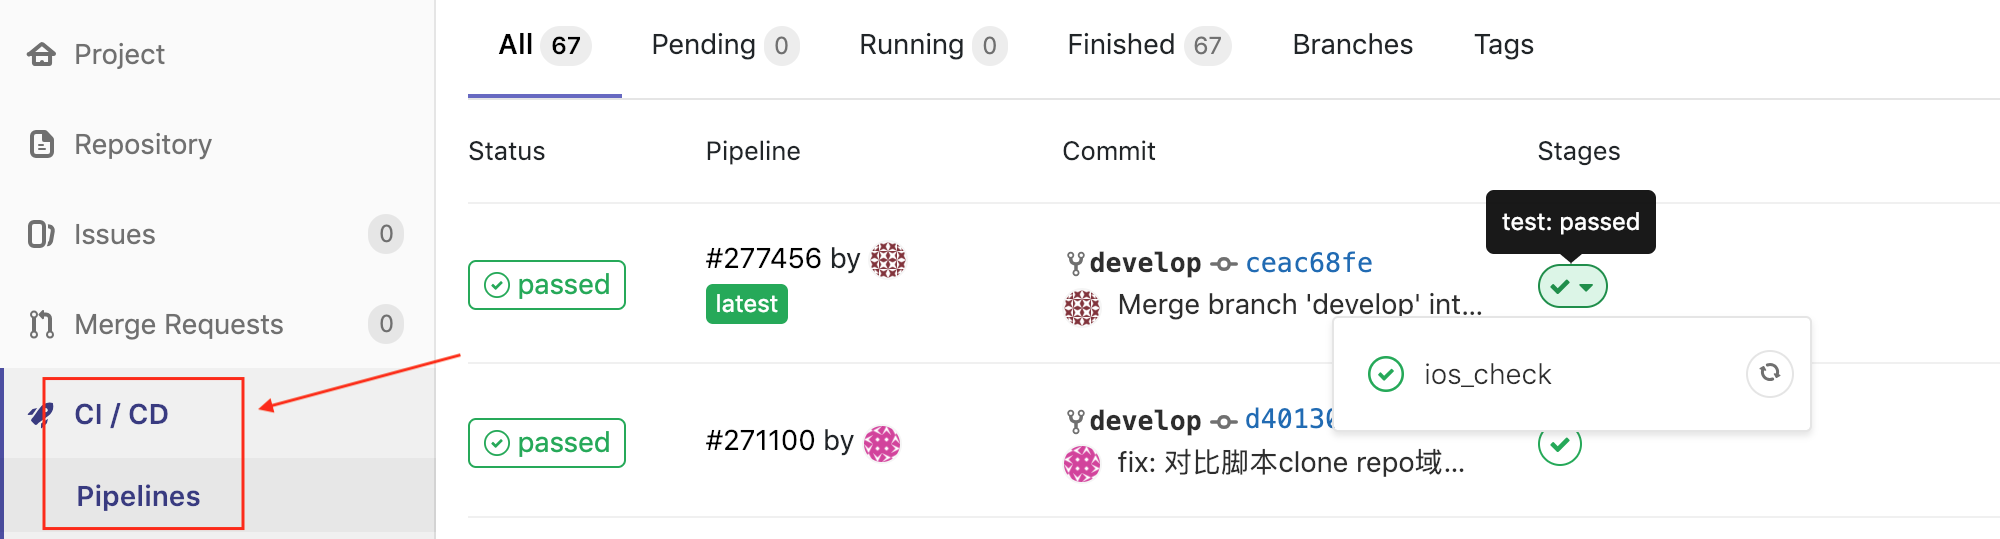 Project
Repository
Issues 0
Merge Requests 0
CI / CD
Pipelines
All 67 Pending 0 Running 0 Finished 67 Branches Tags
Status Pipeline Commit Stages
test: passed
passed #277456 by develop ceac68fe
latest Merge branch 'develop' int...
ios_check
passed #271100 by develop d40130
fix: 对比脚本clone repo域...